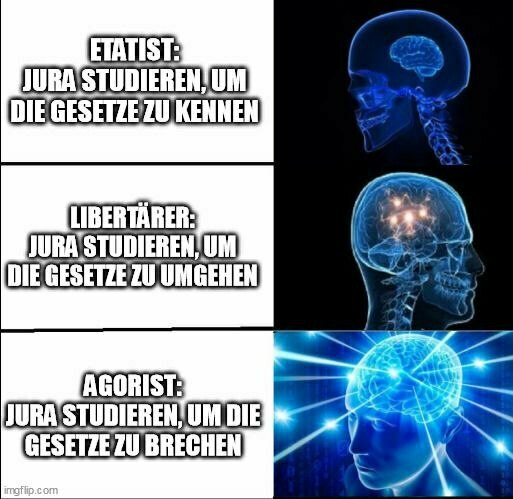 ETATIST:
JURA STUDIEREN, UM
DIE GESETZE ZU KENNEN
LIBERTÄRER:
JURA STUDIEREN, UM
DIE GESETZE ZU UMGEHEN
AGORIST:
JURA STUDIEREN, UM DIE
GESETZE ZU BRECHEN
imgflip.com